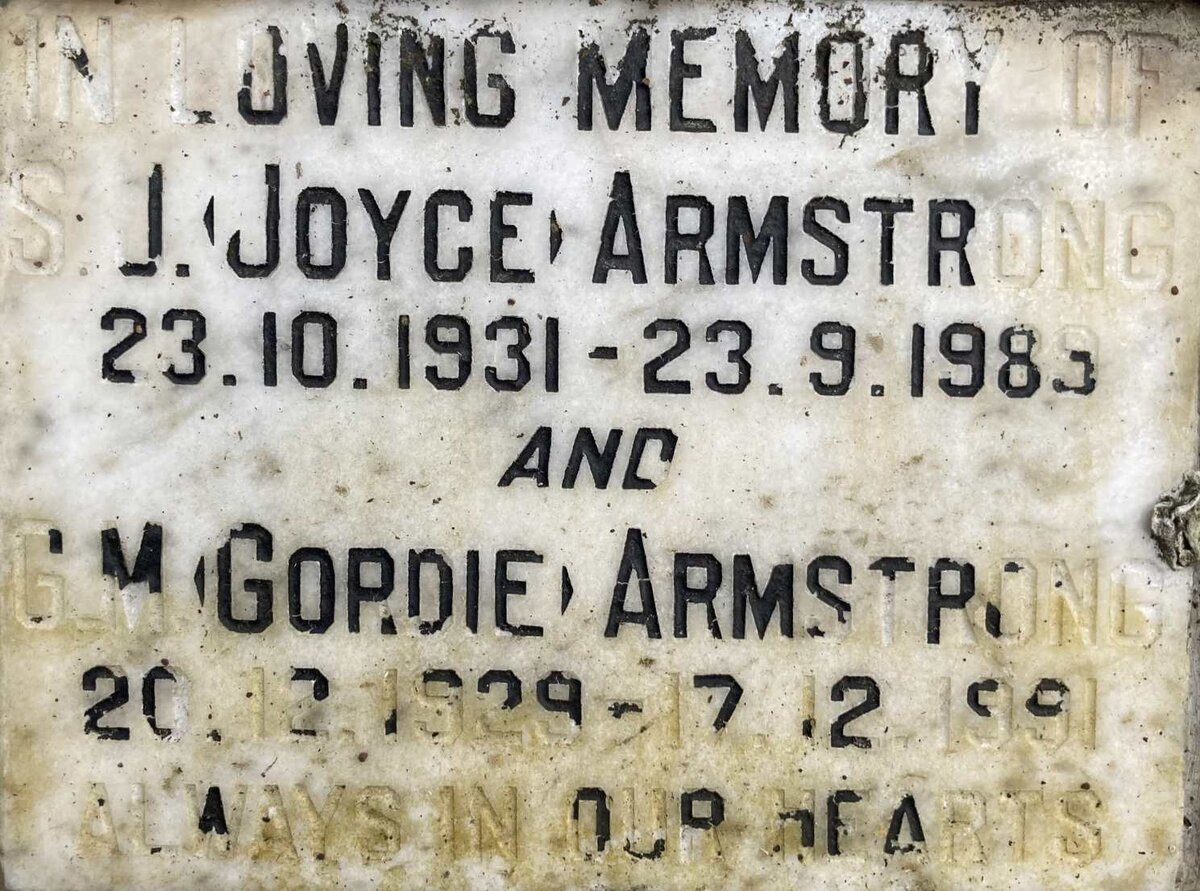 IN LOVING MEMORY OF
S.J. (JOYCE) ARMSTRONG
23.10.1931 - 23.9.1983
AND
G.M (GORDIE) ARMSTRONG
20.12.1929 - 17.12.1991
ALWAYS IN OUR HEARTS